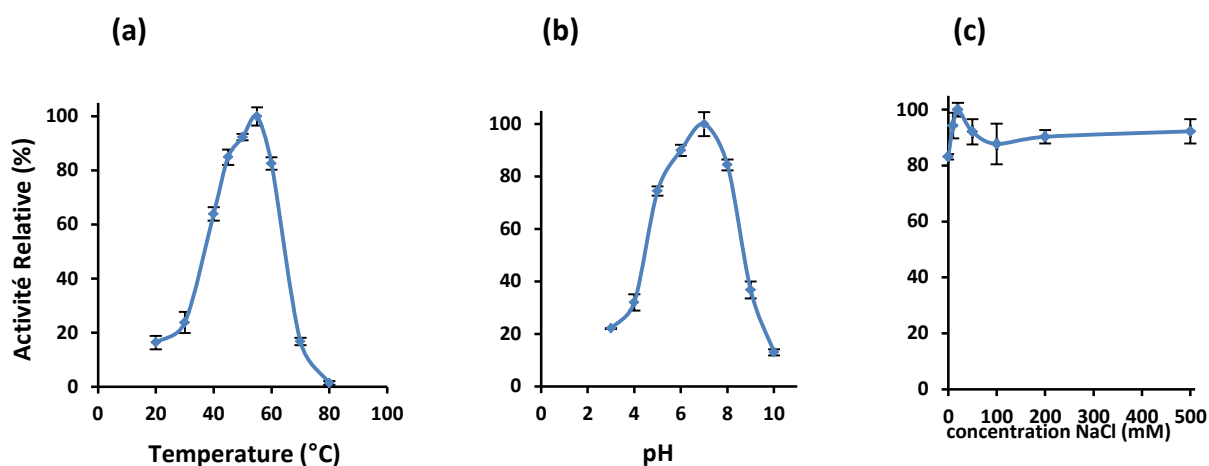 (a)
(b)
(c)
Activité Relative (%)
100
80
60
40
20
0
0 20 40 60 80 100
Temperature (°C)
100
80
60
40
20
0
0 2 4 6 8 10
pH
100
80
60
40
20
0
0 100 200 300 400 500
concentration NaCl (mM)